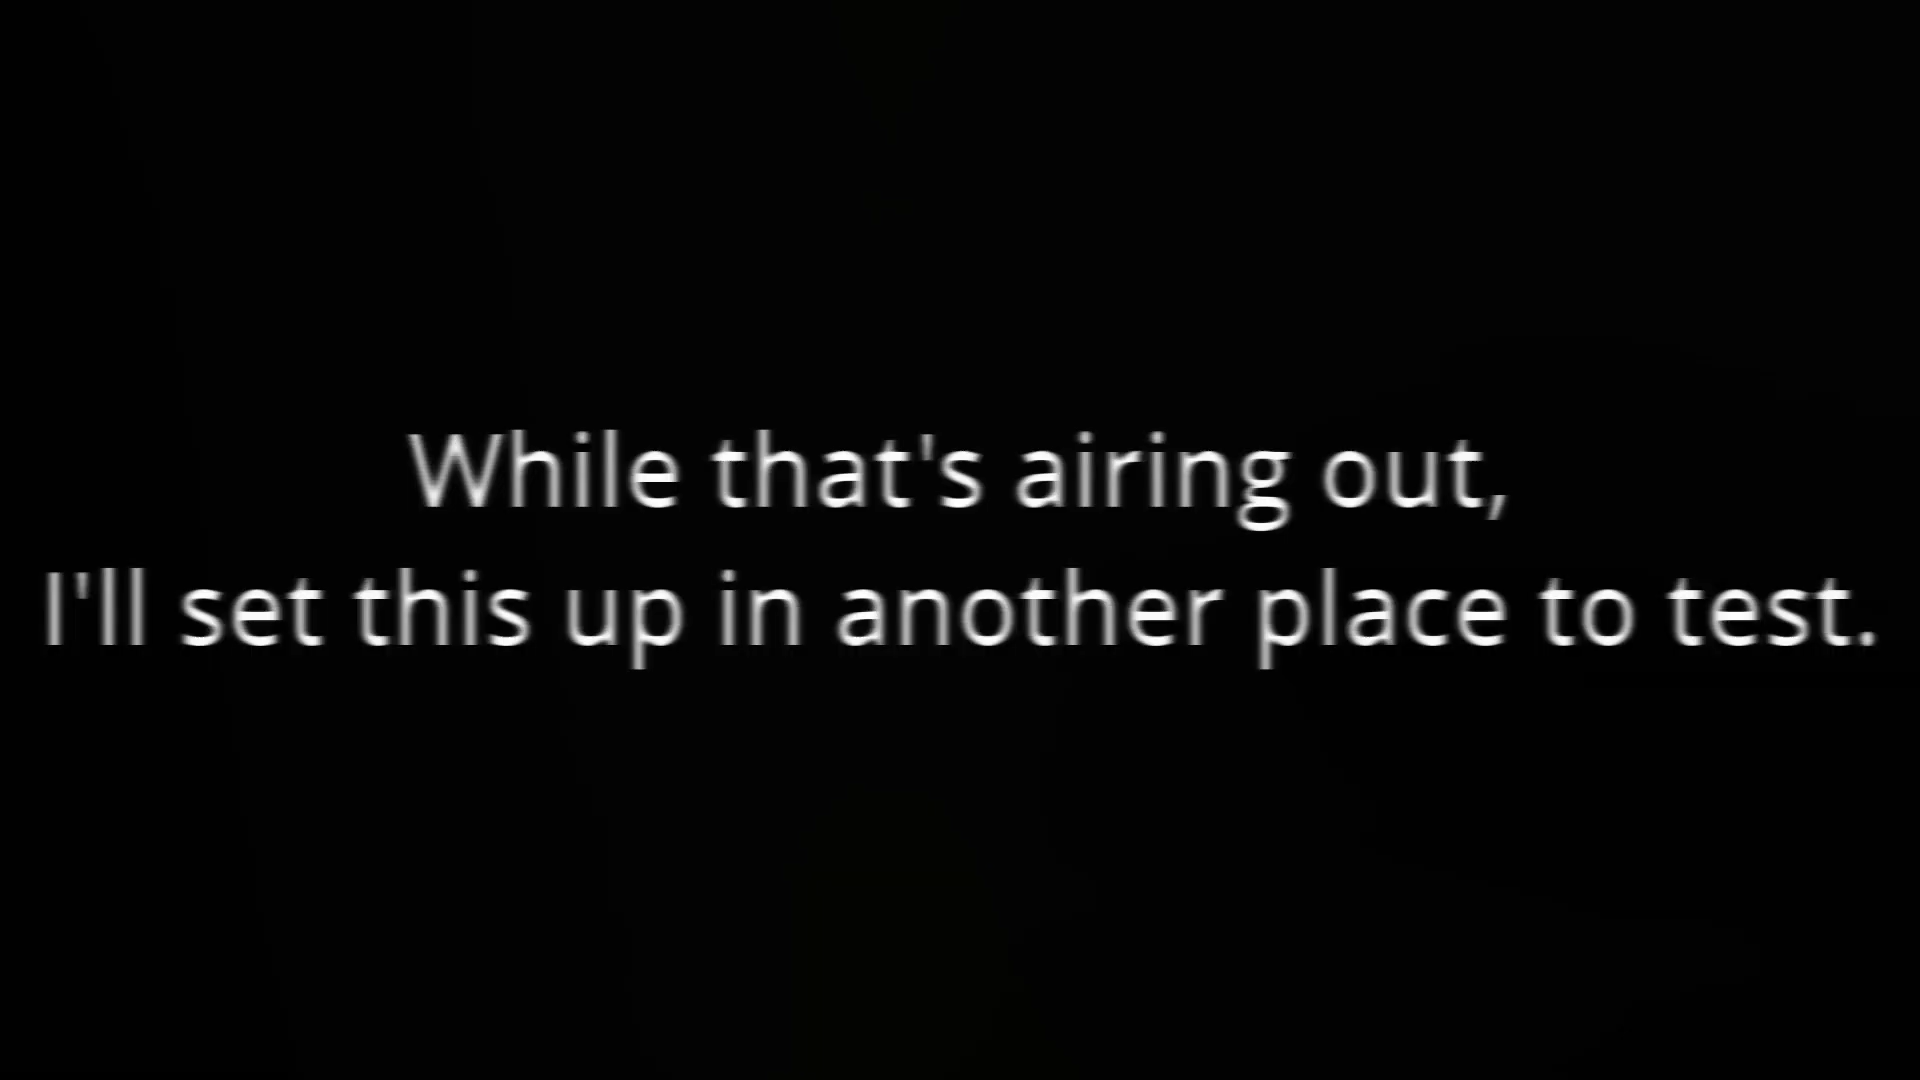 While that's airing out,
I'll set this up in another place to test.